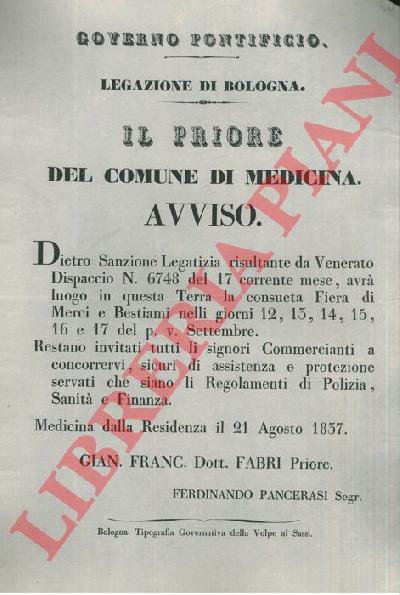 GOVERNO PONTIFICIO.
LEGAZIONE DI BOLOGNA.
IL PRIORE
DEL COMUNE DI MEDICINA.
AVVISO.
Dietro Sanzione Legatizia risultante da Venerato
Dispaccio N. 6748 del 17 corrente mese, avrà
luogo in questa Terra la consueta Fiera di
Merci e Bestiami nelli giorni 12, 13, 14, 15,
16 e 17 del p. v. Settembre.
Restano invitati tutti li signori Commercianti a
concorrervi, sicuri di assistenza e protezione
servati che siano li Regolamenti di Polizia,
Sanità e Finanza.
Medicina dalla Residenza il 21 Agosto 1837.
GIAN. FRANC. Dott. FABRI Priore.
FERDINANDO PANCERASI Segr.
Bologna Tipografia Governativa della Volpe al Sassi.
LIBRERIA PIANI
LIBRERIA PIANI
LIBRERIA PIANI